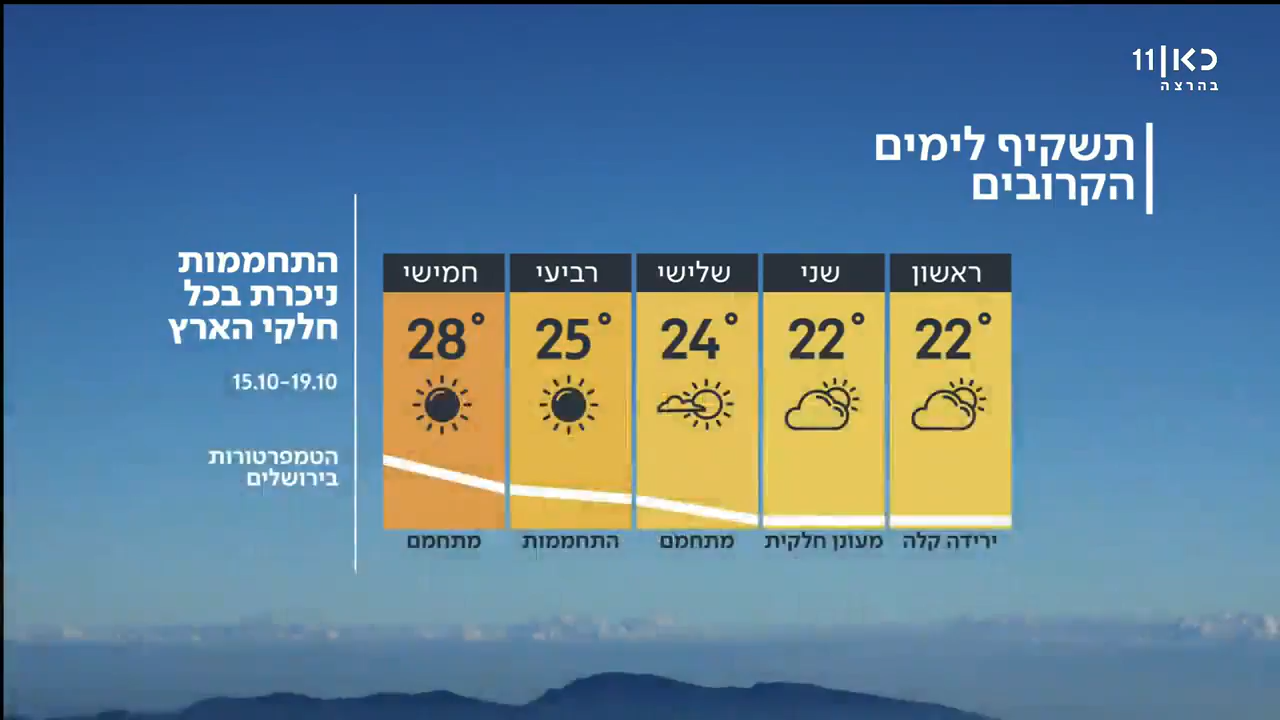 כאן 11
בהרצה
תשקיף לימים
הקרובים
ראשון
שני
שלישי
רביעי
חמישי
22°
22°
24°
25°
28°
ירידה קלה
מעונן חלקית
מתחמם
התחממות
מתחמם
התחממות
ניכרת בכל
חלקי הארץ
15.10-19.10
הטמפרטורות
בירושלים